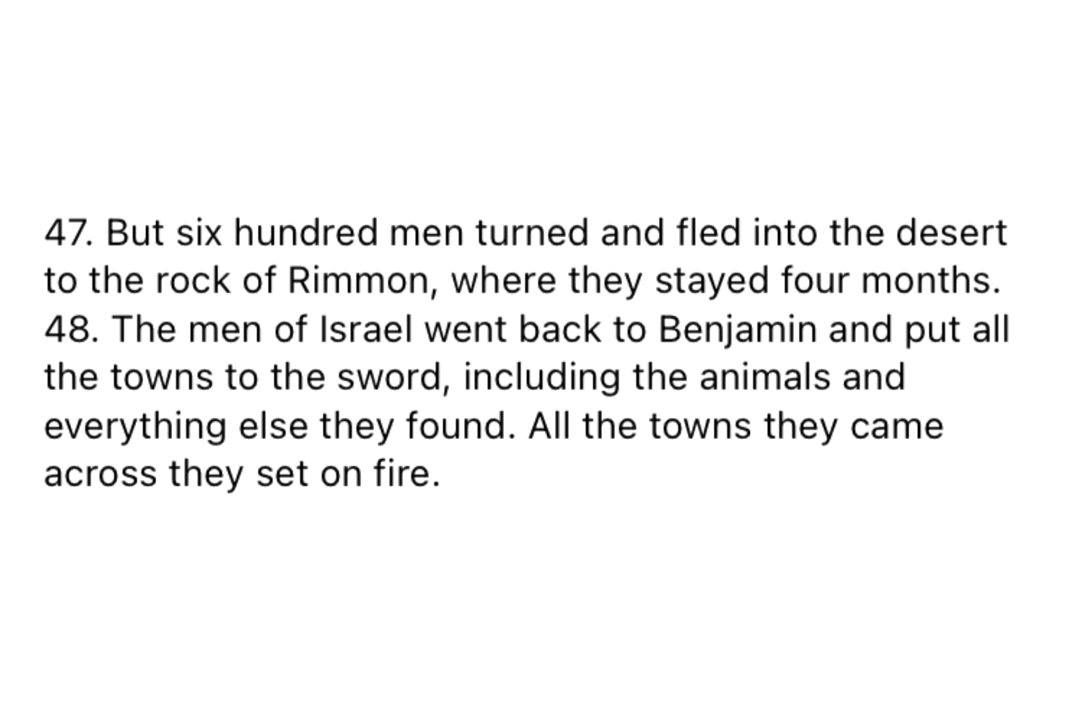 47. But six hundred men turned and fled into the desert
to the rock of Rimmon, where they stayed four months.
48. The men of Israel went back to Benjamin and put all
the towns to the sword, including the animals and
everything else they found. All the towns they came
across they set on fire.